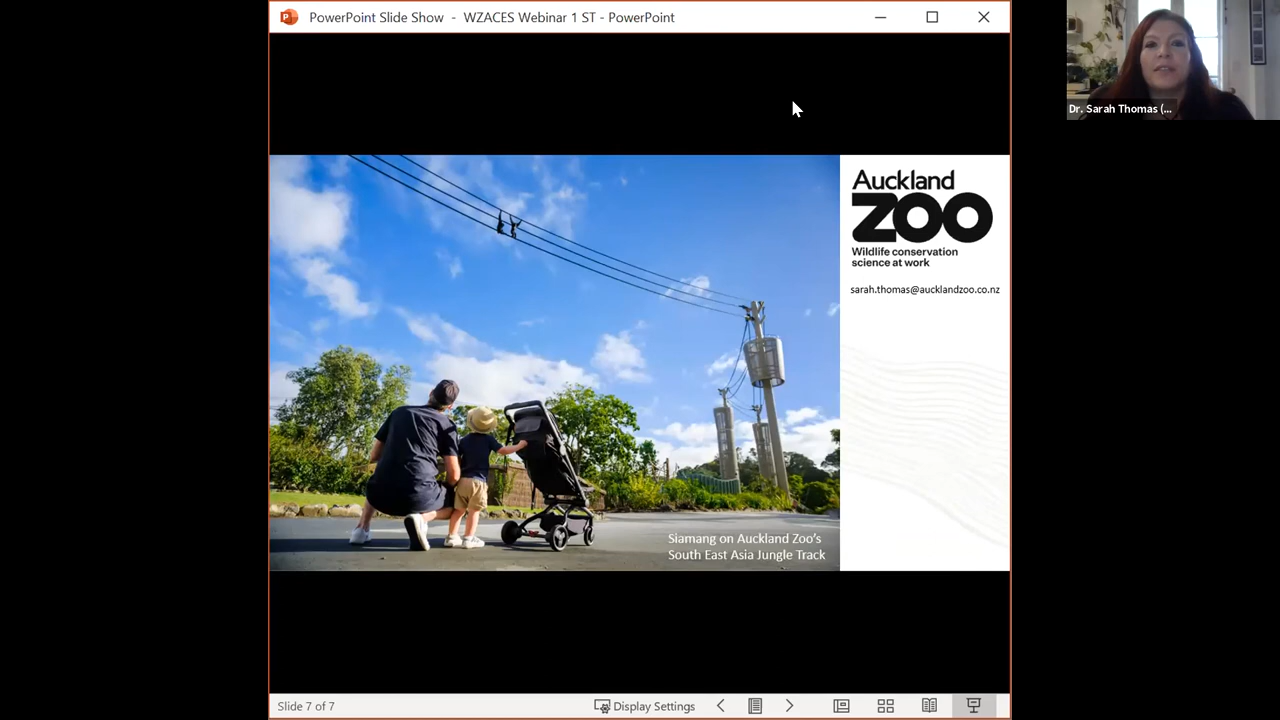 PowerPoint Slide Show - WZACES Webinar 1 ST - PowerPoint
Dr. Sarah Thomas (...
Auckland
ZOO
Wildlife conservation
science at work
sarah.thomas@aucklandzoo.co.nz
Siamang on Auckland Zoo's
South East Asia Jungle Track
Slide 7 of 7
Display Settings